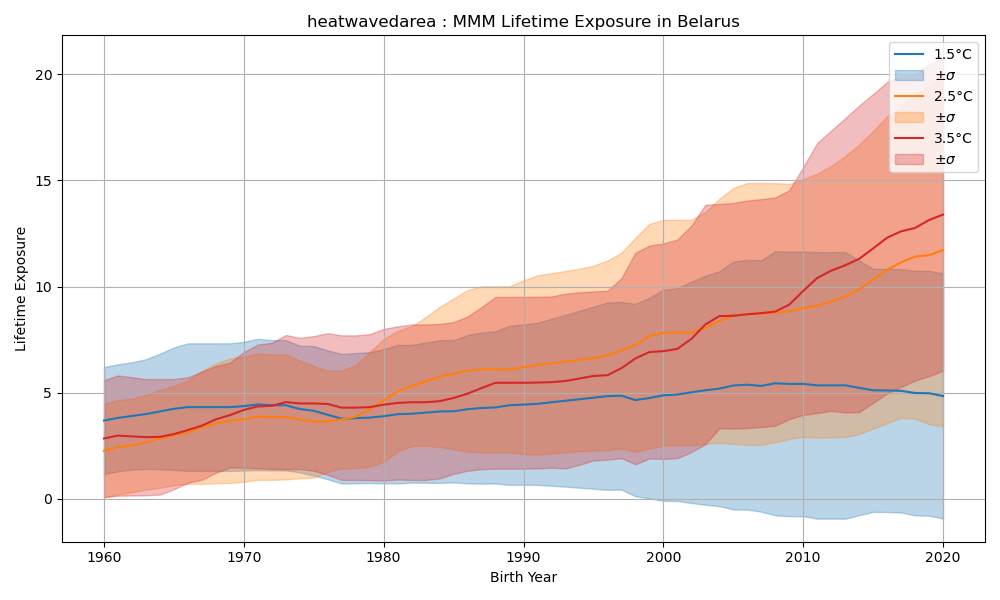 heatwavedarea : MMM Lifetime Exposure in Belarus
Lifetime Exposure
20
15
10
5
0
1.5°C
±σ
2.5°C
±σ
3.5°C
±σ
1960 1970 1980 1990 2000 2010 2020
Birth Year